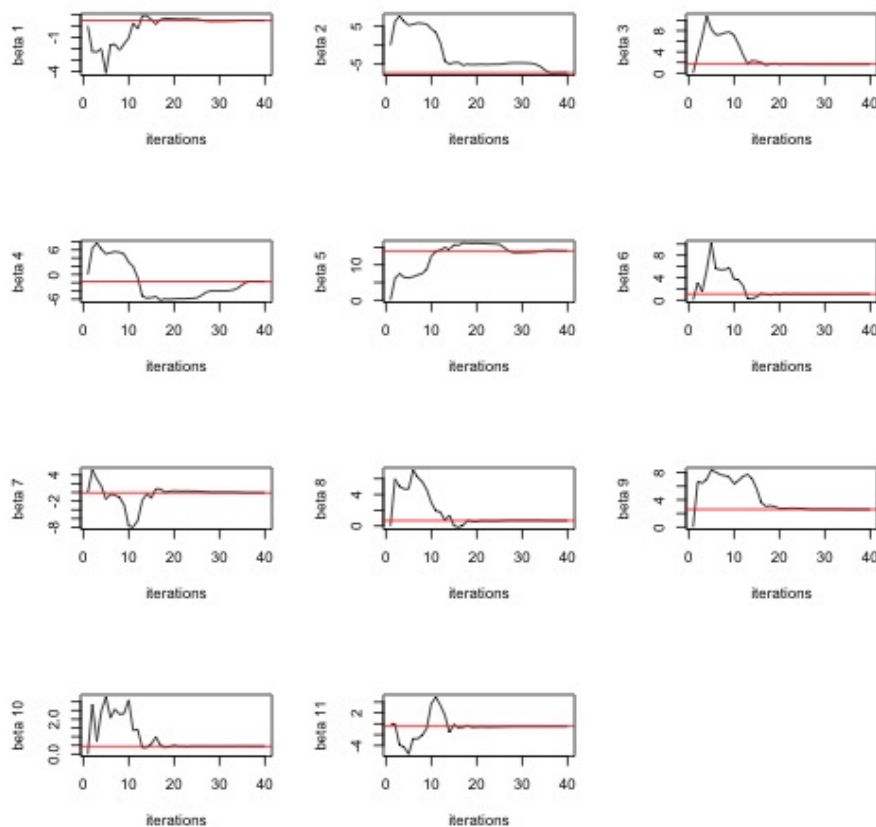 beta 1
-1
-4
0 10 20 30 40
iterations
beta 2
5
-5
0 10 20 30 40
iterations
beta 3
8
4
0
0 10 20 30 40
iterations
beta 4
6
0
-6
0 10 20 30 40
iterations
beta 5
10
0
0 10 20 30 40
iterations
beta 6
8
4
0
0 10 20 30 40
iterations
beta 7
4
-2
-8
0 10 20 30 40
iterations
beta 8
4
0
0 10 20 30 40
iterations
beta 9
8
4
0
0 10 20 30 40
iterations
beta 10
2.0
0.0
0 10 20 30 40
iterations
beta 11
2
-4
0 10 20 30 40
iterations